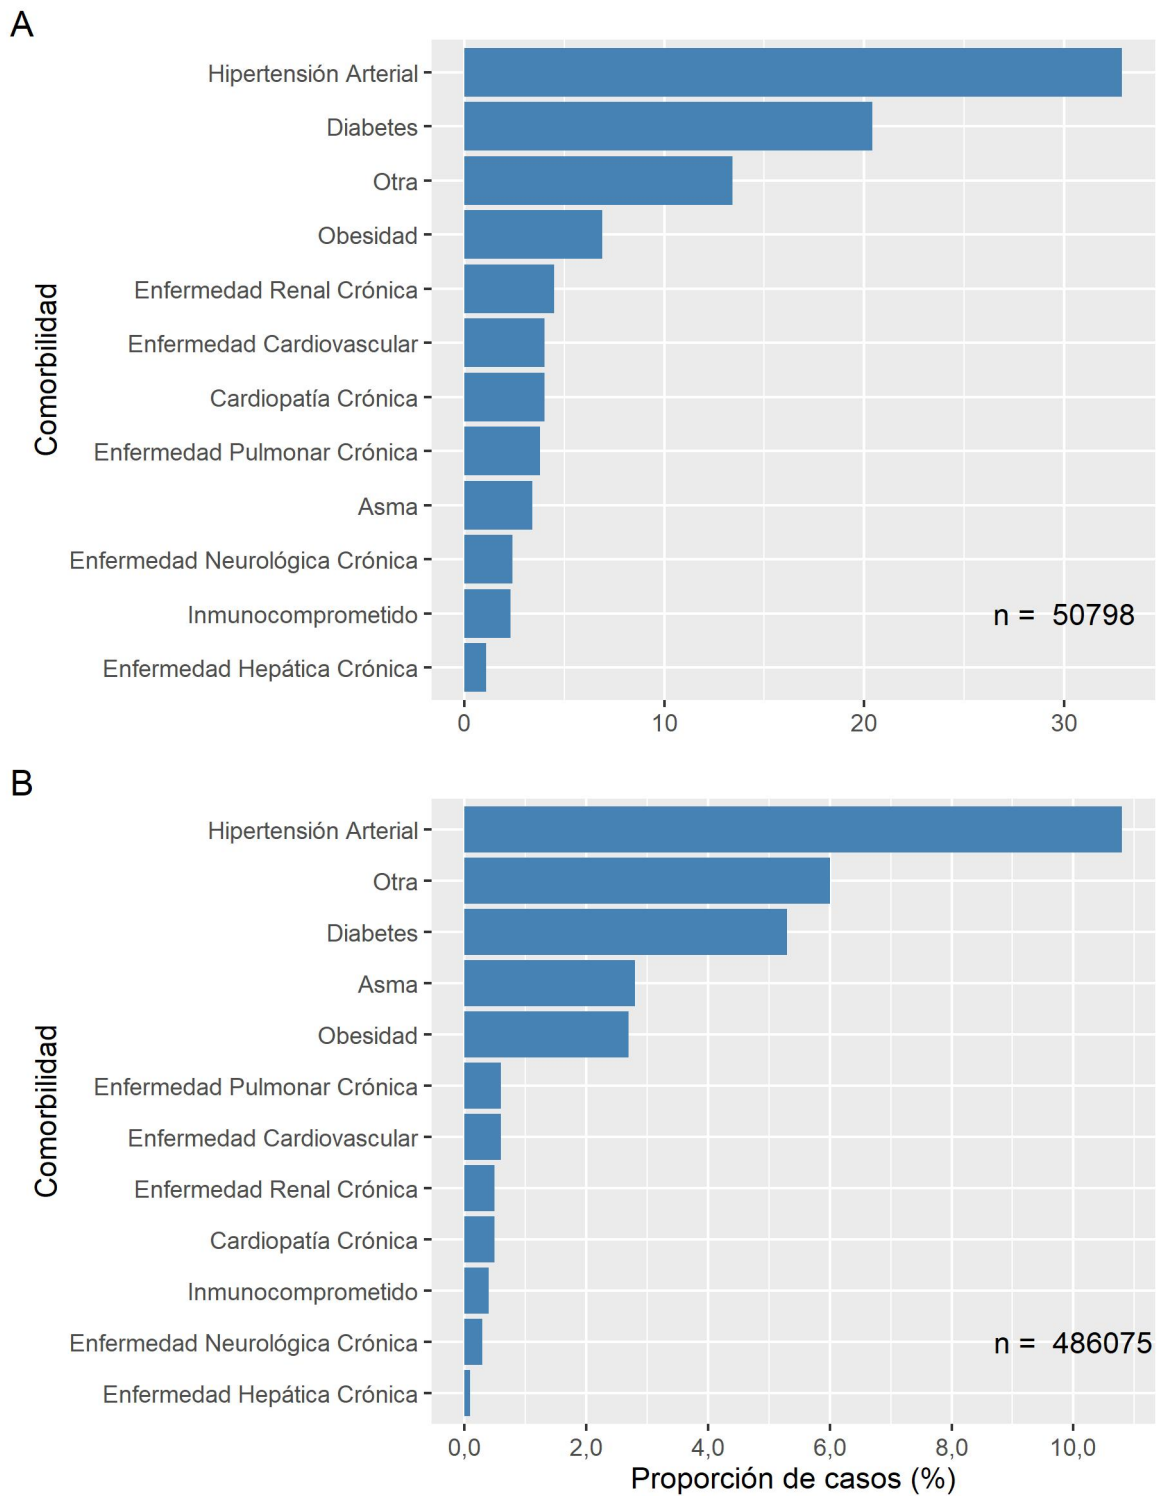 A
Hipertensión Arterial
Diabetes
Otra
Obesidad
Enfermedad Renal Crónica
Enfermedad Cardiovascular
Cardiopatía Crónica
Enfermedad Pulmonar Crónica
Asma
Enfermedad Neurológica Crónica
Inmunocomprometido
Enfermedad Hepática Crónica
Comorbilidad
n = 50798
0 10 20 30
B
Hipertensión Arterial
Otra
Diabetes
Asma
Obesidad
Enfermedad Pulmonar Crónica
Enfermedad Cardiovascular
Enfermedad Renal Crónica
Cardiopatía Crónica
Inmunocomprometido
Enfermedad Neurológica Crónica
Enfermedad Hepática Crónica
Comorbilidad
n = 486075
0,0 2,0 4,0 6,0 8,0 10,0
Proporción de casos (%)